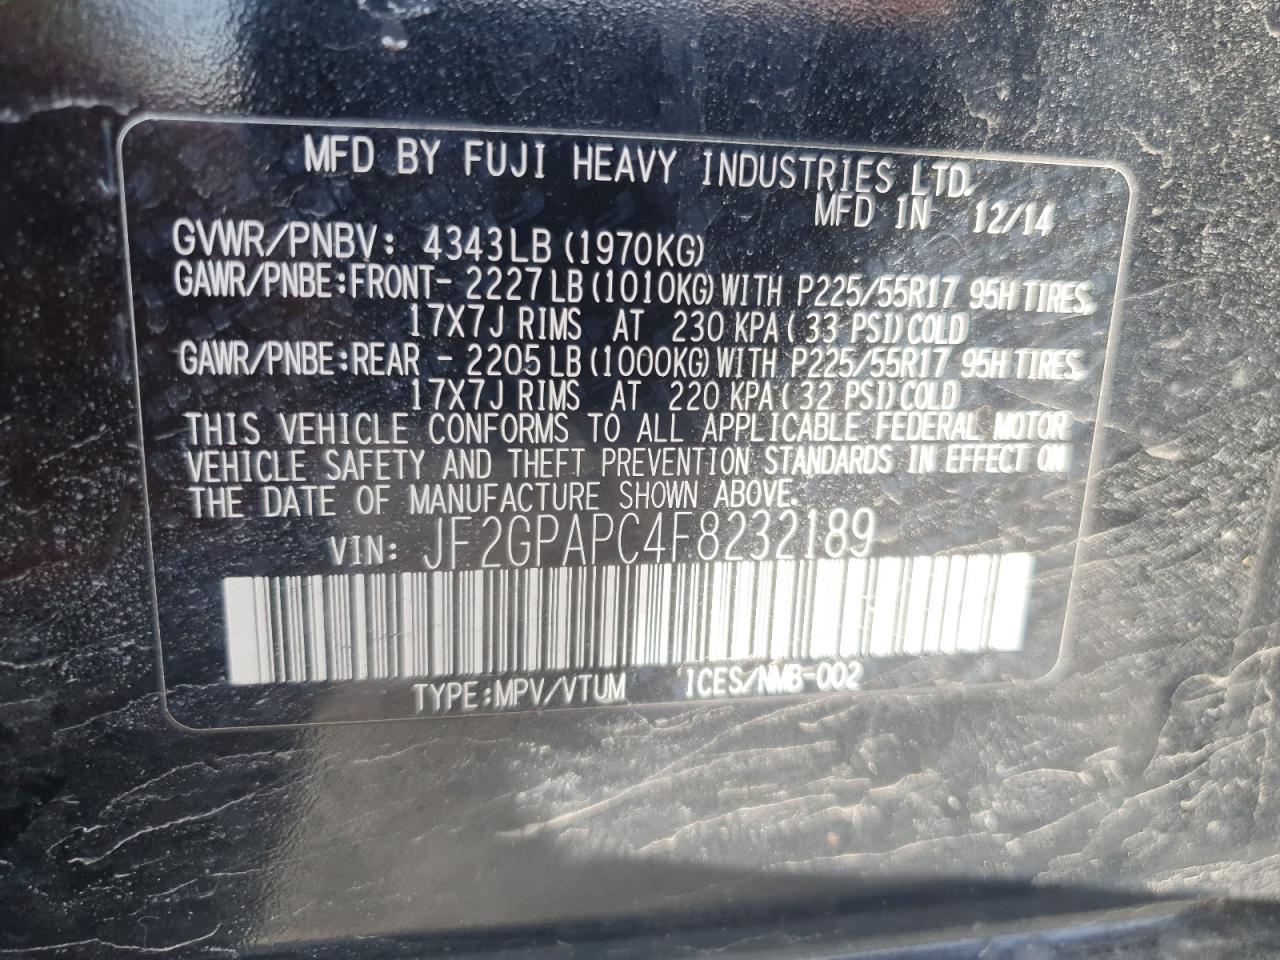 MFD BY FUJI HEAVY INDUSTRIES LTD.
MFD IN 12/14
GVWR/PNBV: 4343LB (1970KG)
GAWR/PNBE:FRONT- 2227LB (1010KG) WITH P225/55R17 95H TIRES,
17X7J RIMS AT 230 KPA (33 PSI) COLD
GAWR/PNBE:REAR - 2205LB (1000KG) WITH P225/55R17 95H TIRES
17X7J RIMS AT 220 KPA (32 PSI) COLD
THIS VEHICLE CONFORMS TO ALL APPLICABLE FEDERAL MOTOR
VEHICLE SAFETY AND THEFT PREVENTION STANDARDS IN EFFECT ON
THE DATE OF MANUFACTURE SHOWN ABOVE.
VIN: JF2GPAPC4F8232189
TYPE:MPV/VTUM ICES/NMB-002